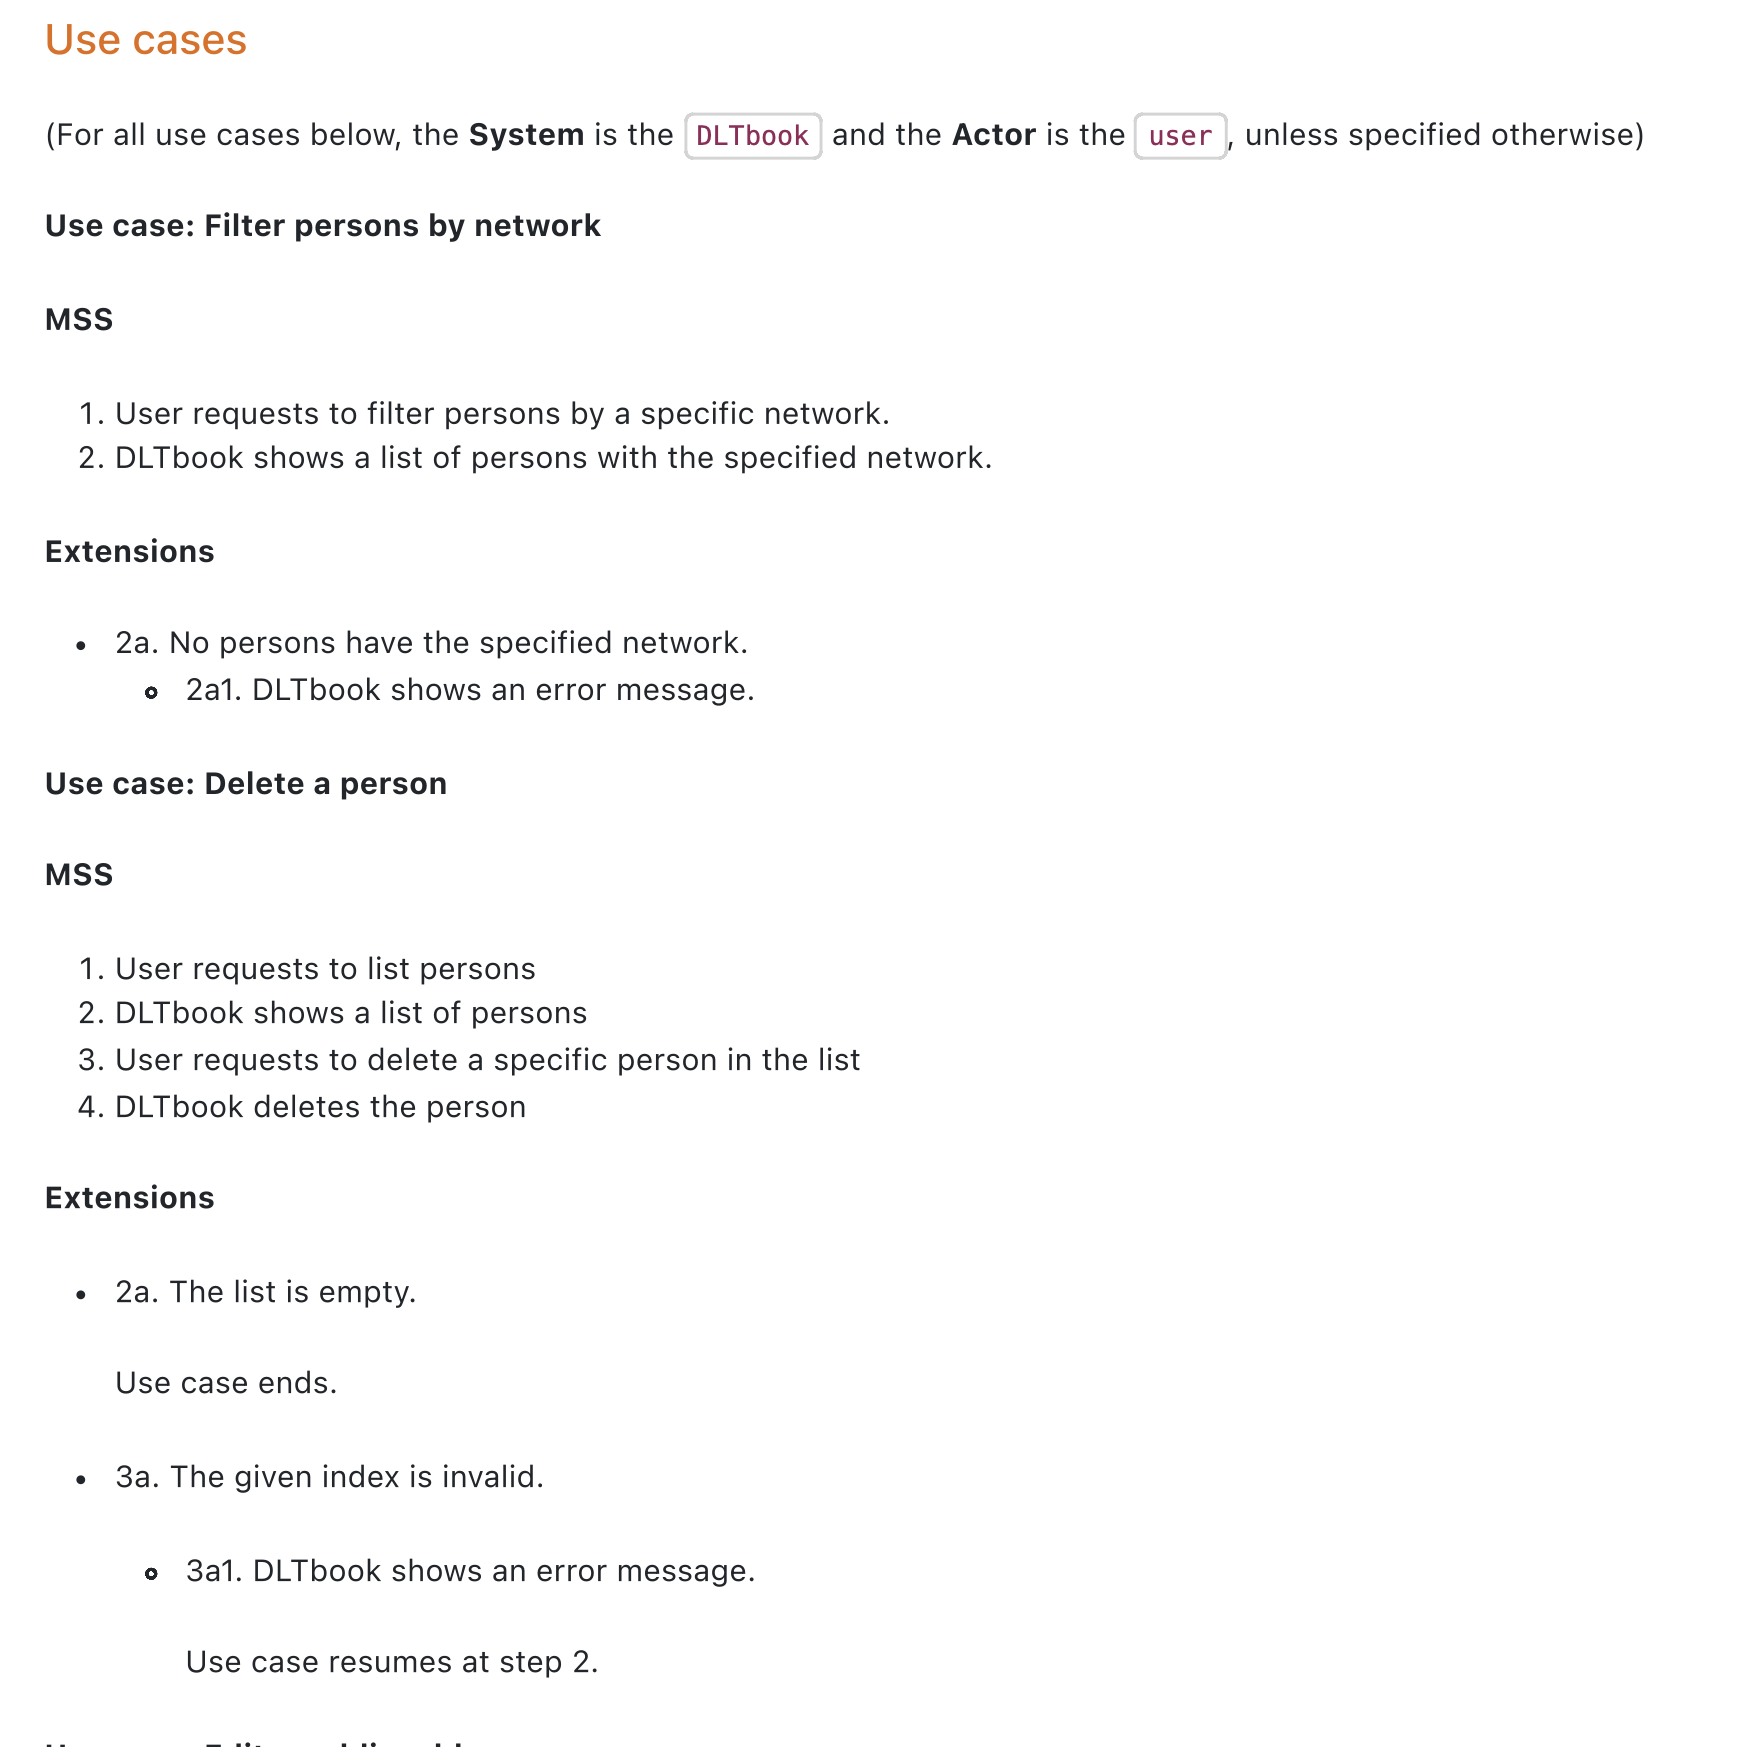 Use cases
(For all use cases below, the System is the DLTbook and the Actor is the user, unless specified otherwise)
Use case: Filter persons by network
MSS
1. User requests to filter persons by a specific network.
2. DLTbook shows a list of persons with the specified network.
Extensions
• 2a. No persons have the specified network.
2a1. DLTbook shows an error message.
Use case: Delete a person
MSS
1. User requests to list persons
2. DLTbook shows a list of persons
3. User requests to delete a specific person in the list
4. DLTbook deletes the person
Extensions
• 2a. The list is empty.
Use case ends.
• 3a. The given index is invalid.
3a1. DLTbook shows an error message.
Use case resumes at step 2.